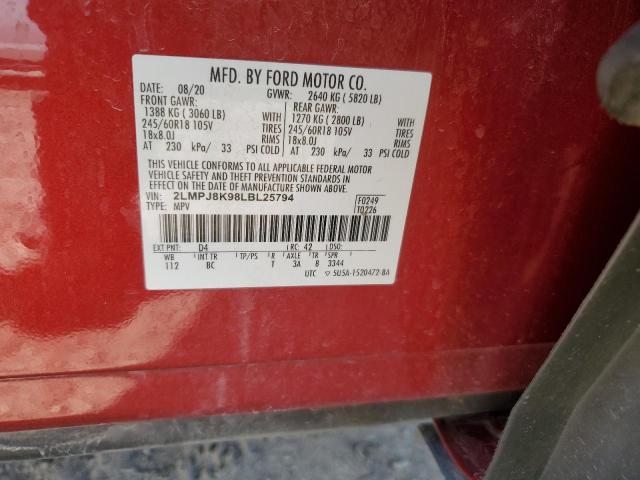 MFD. BY FORD MOTOR CO.
DATE: 08/20 GVWR: 2640 KG ( 5820 LB)
FRONT GAWR: REAR GAWR:
1388 KG ( 3060 LB) WITH 1270 KG ( 2800 LB) WITH
245/60R18 105V TIRES 245/60R18 105V TIRES
18x8.0J RIMS 18x8.0J RIMS
AT 230 kPa/ 33 PSI COLD AT 230 kPa/ 33 PSI COLD
THIS VEHICLE CONFORMS TO ALL APPLICABLE FEDERAL MOTOR
VEHICLE SAFETY AND THEFT PREVENTION STANDARDS IN EFFECT
ON THE DATE OF MANUFACTURE SHOWN ABOVE.
VIN: 2LMPJ8K98LBL25794 F0249
TYPE: MPV T0226
EXT PNT: D4 RC: 42 DSO:
WB INT TR TP/PS R AXLE TR SPR
112 BC T 3A B 3344
UTC ▽ 5U5A-1520472-BA